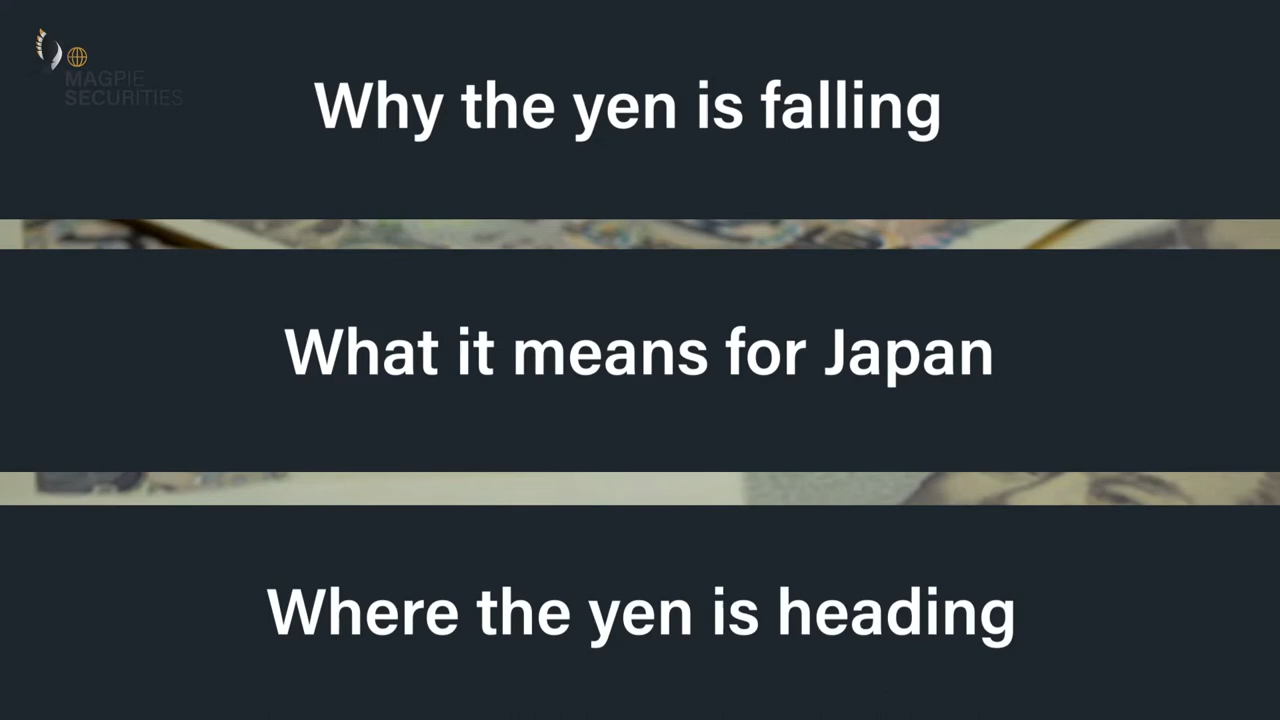 MAGPIE
SECURITIES
Why the yen is falling
What it means for Japan
Where the yen is heading